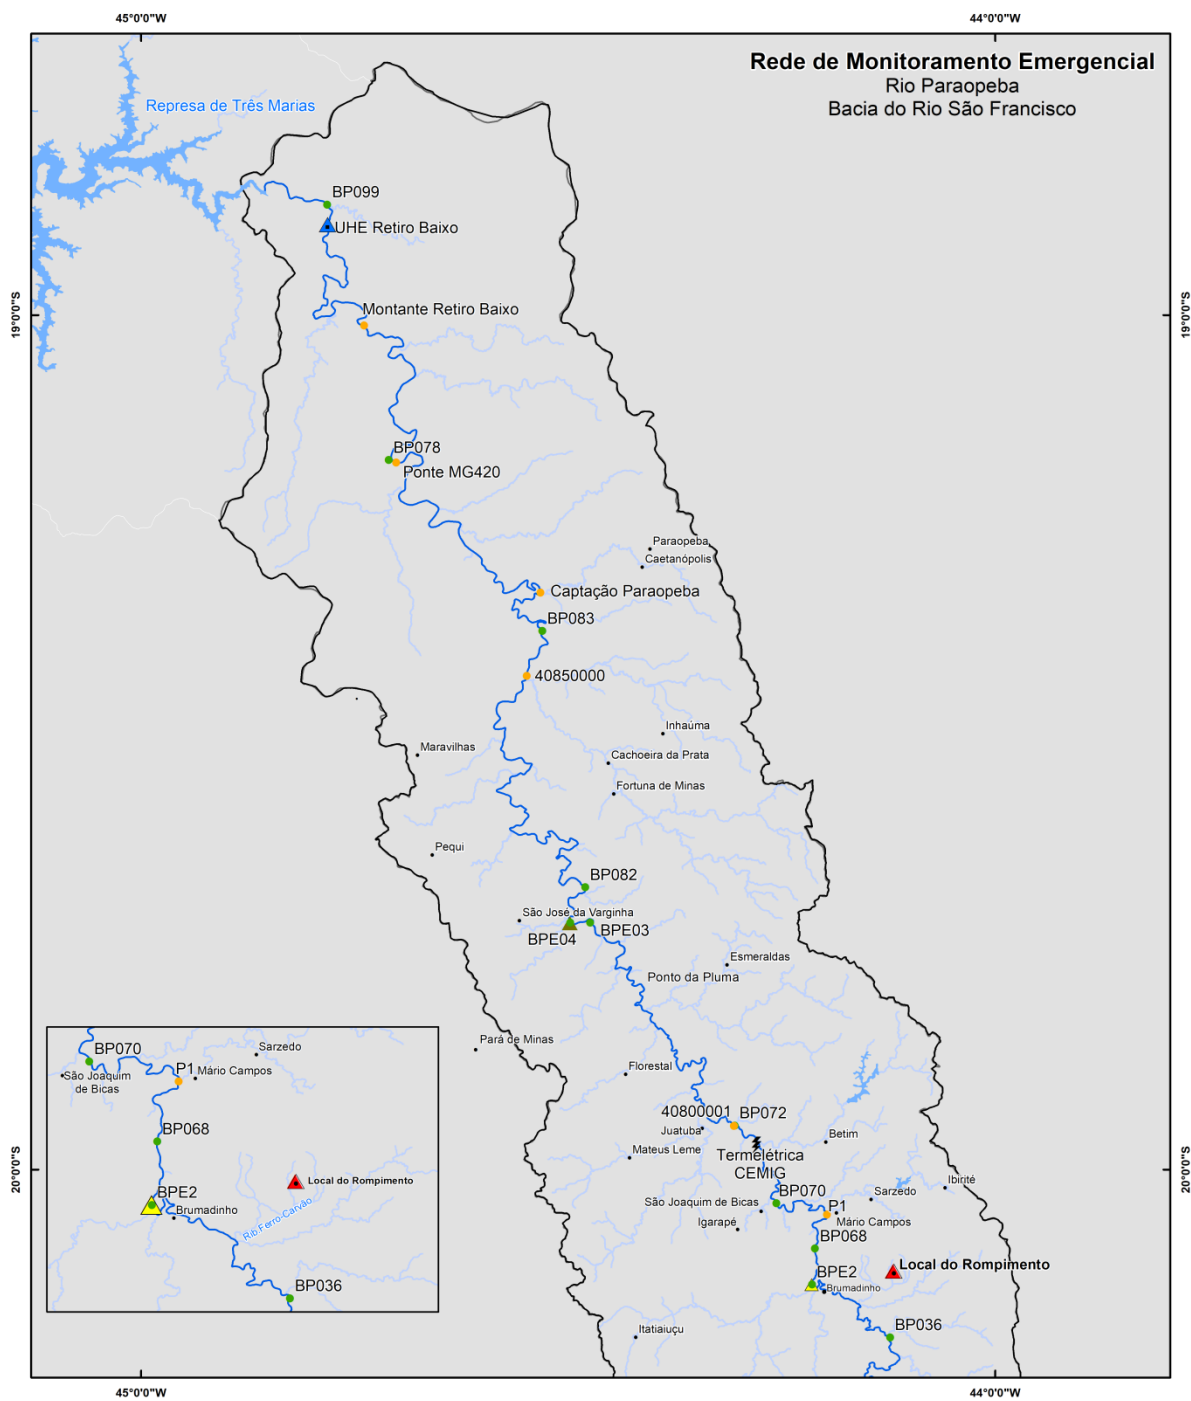 45°0'0"W
44°0'0"W
Rede de Monitoramento Emergencial
Rio Paraopeba
Bacia do Rio São Francisco
Represa de Três Marias
BP099
UHE Retiro Baixo
19°0'0"S
Montante Retiro Baixo
19°0'0"S
BP078
Ponte MG420
Paraopeba
Caetanópolis
Captação Paraopeba
BP083
40850000
Inhaúma
Maravilhas
Cachoeira da Prata
Fortuna de Minas
Pequi
BP082
São José da Varginha
BPE04
BPE03
Esmeraldas
Ponto da Pluma
Pará de Minas
Florestal
40800001
BP072
Juatuba
Betim
Mateus Leme
Termelétrica
CEMIG
20°0'0"S
20°0'0"S
Ibirité
BP070
Sarzedo
São Joaquim de Bicas
P1
Mário Campos
Igarapé
BP068
Local do Rompimento
BPE2
Brumadinho
BP036
Itatiaiuçu
BP070
Sarzedo
São Joaquim
de Bicas
P1
Mário Campos
BP068
Local do Rompimento
BPE2
Brumadinho
Rib Ferro-Carvão
BP036
45°0'0"W
44°0'0"W